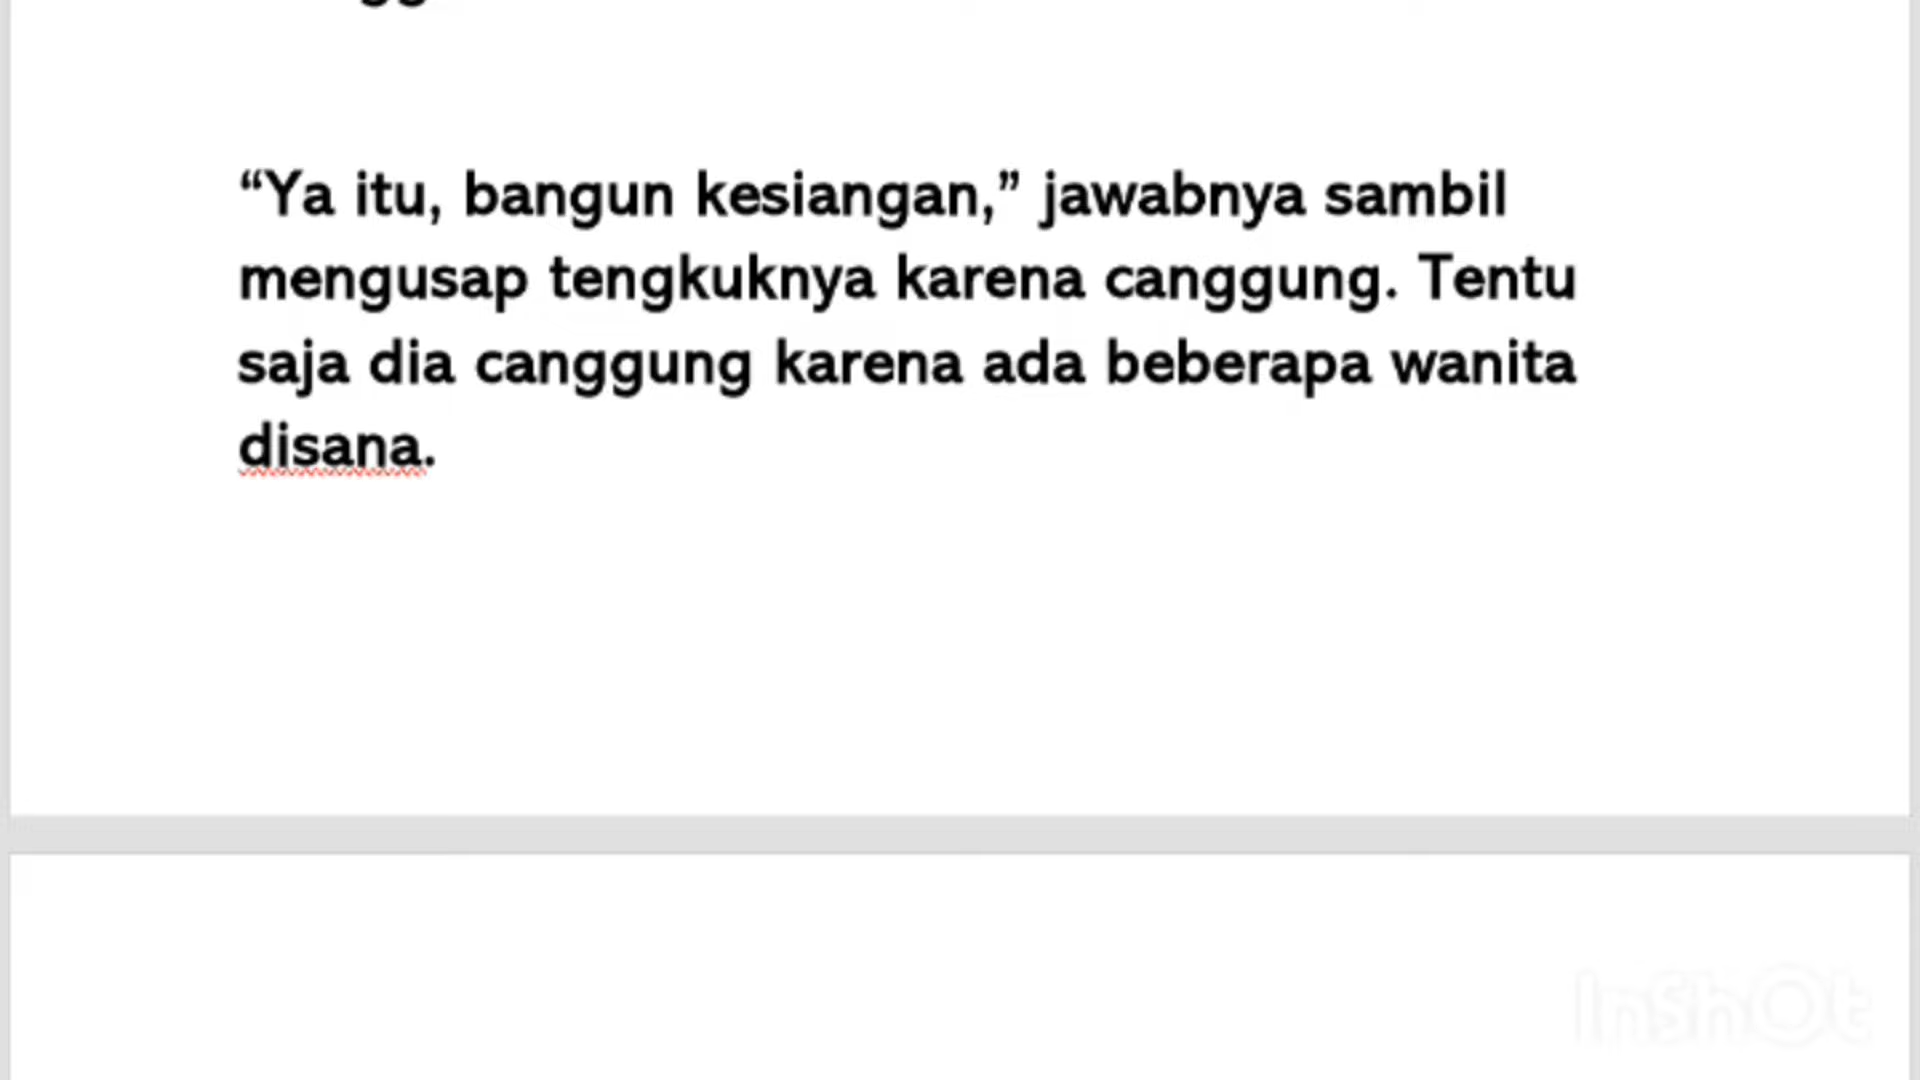 “Ya itu, bangun kesiangan,” jawabnya sambil
mengusap tengkuknya karena canggung. Tentu
saja dia canggung karena ada beberapa wanita
disana.
InShOt